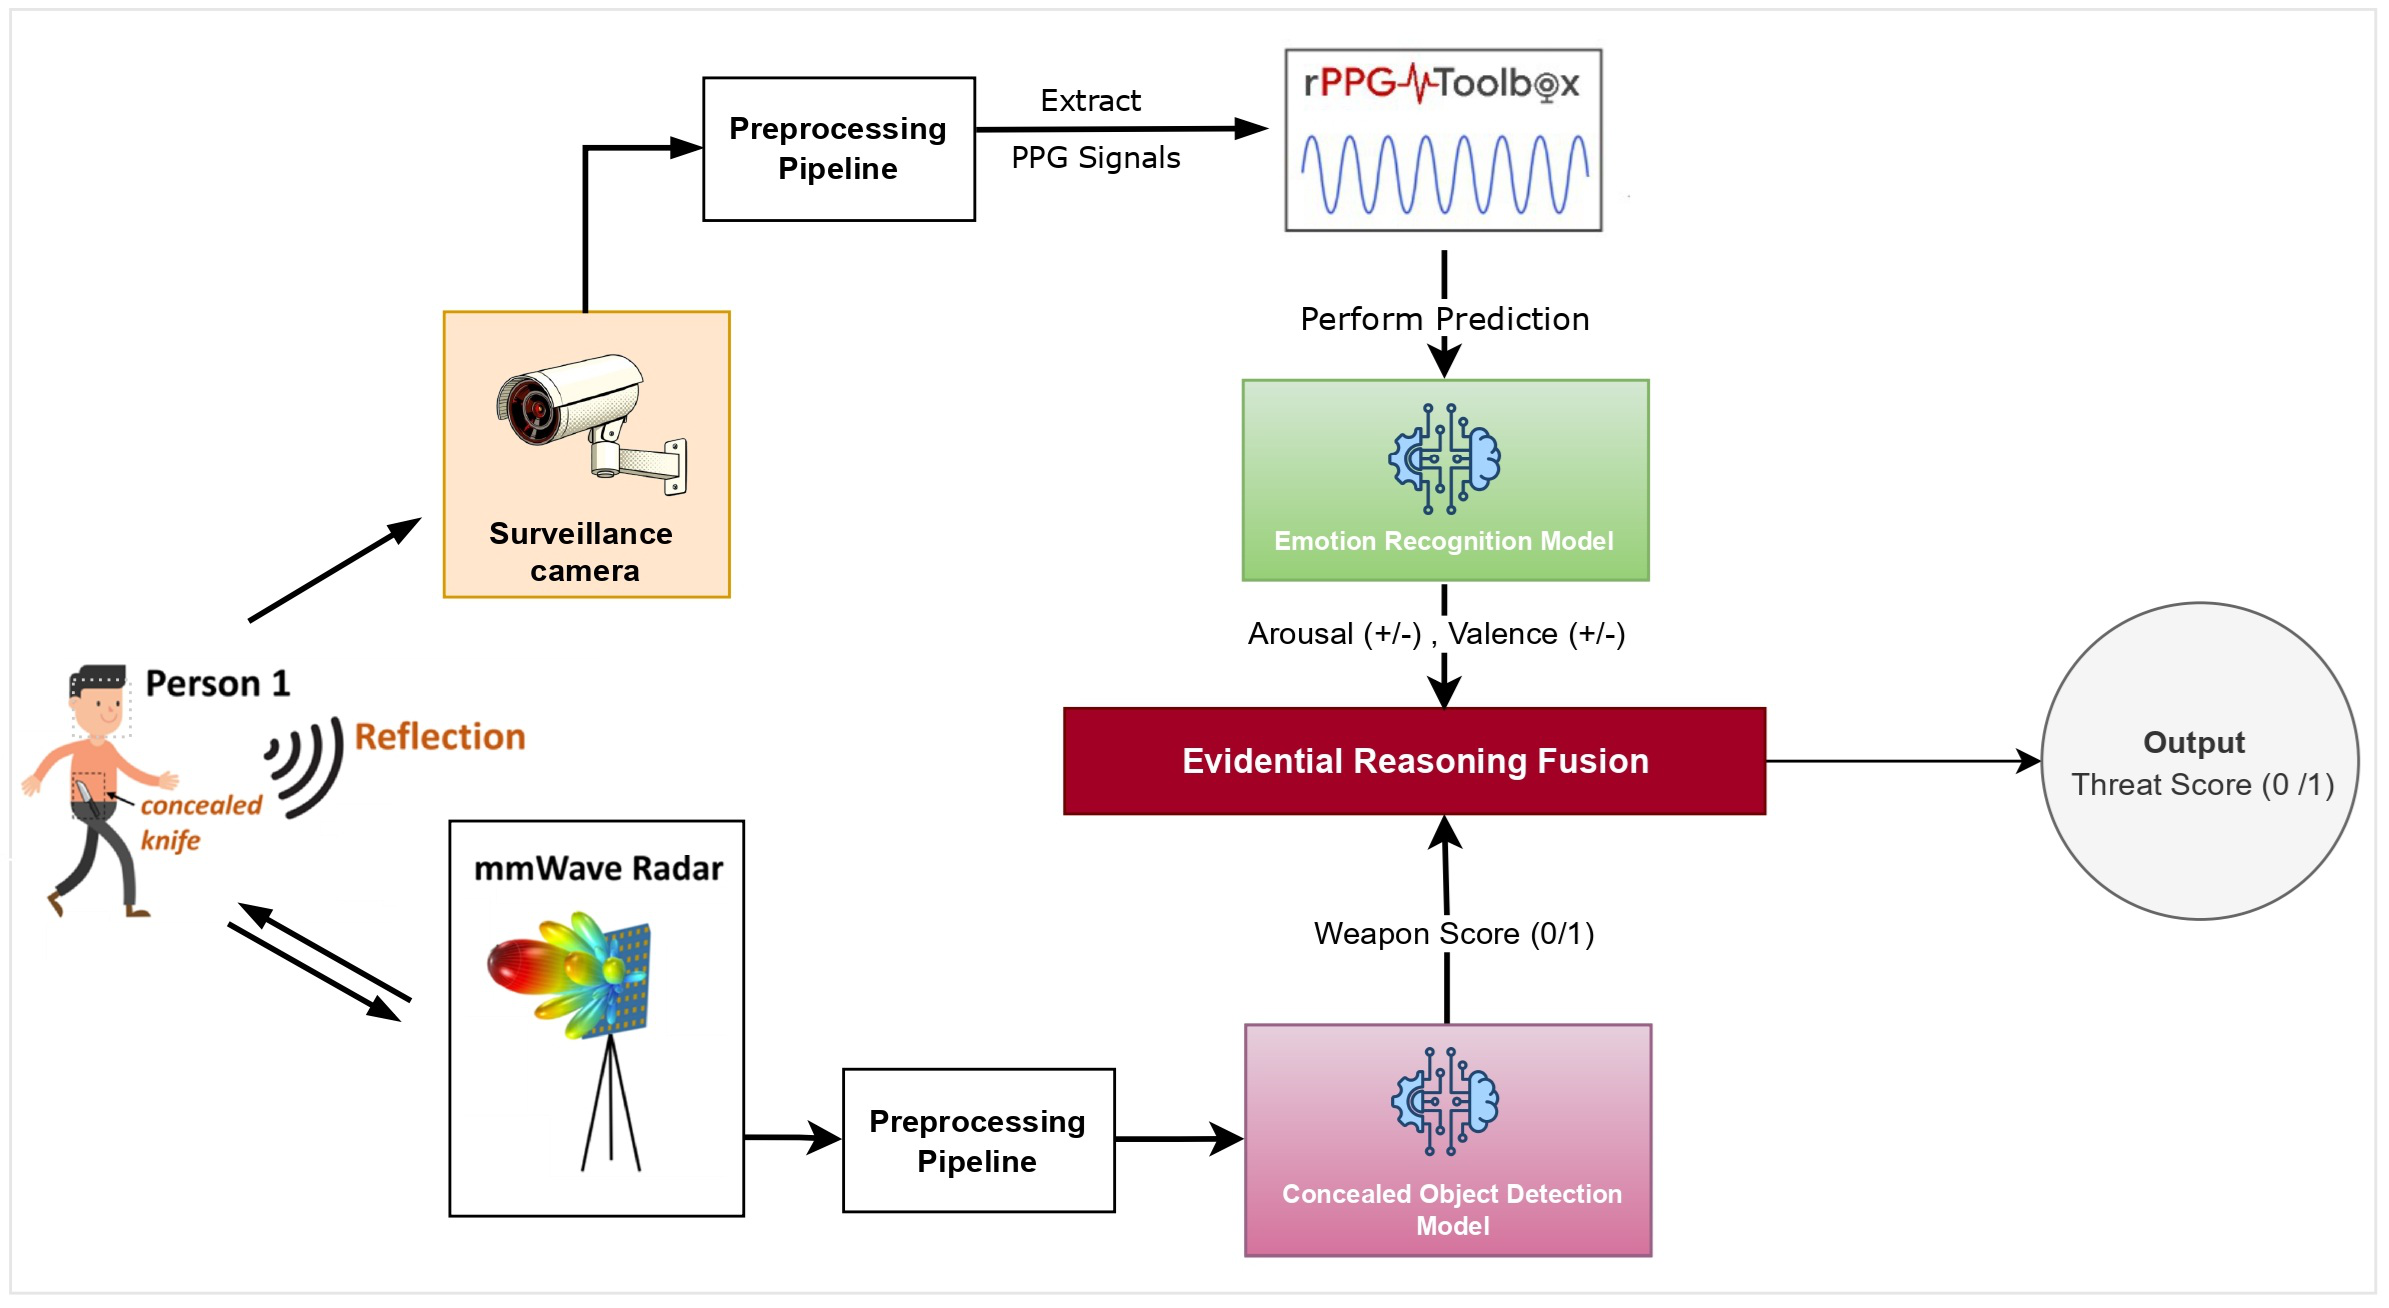 Preprocessing
Pipeline
Extract
PPG Signals
rPPG Toolbox
Perform Prediction
Surveillance
camera
Emotion Recognition Model
Arousal (+/-) , Valence (+/-)
Person 1
Reflection
concealed
knife
Evidential Reasoning Fusion
Output
Threat Score (0 /1)
mmWave Radar
Weapon Score (0/1)
Preprocessing
Pipeline
Concealed Object Detection
Model